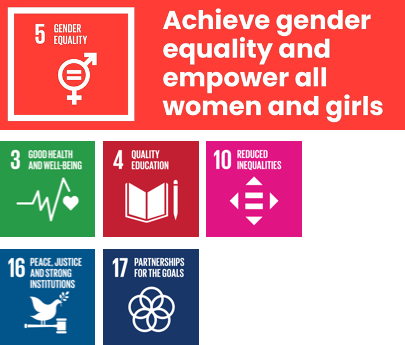 5 GENDER
EQUALITY
Achieve gender
equality and
empower all
women and girls
3 GOOD HEALTH
AND WELL-BEING
4 QUALITY
EDUCATION
10 REDUCED
INEQUALITIES
16 PEACE, JUSTICE
AND STRONG
INSTITUTIONS
17 PARTNERSHIPS
FOR THE GOALS